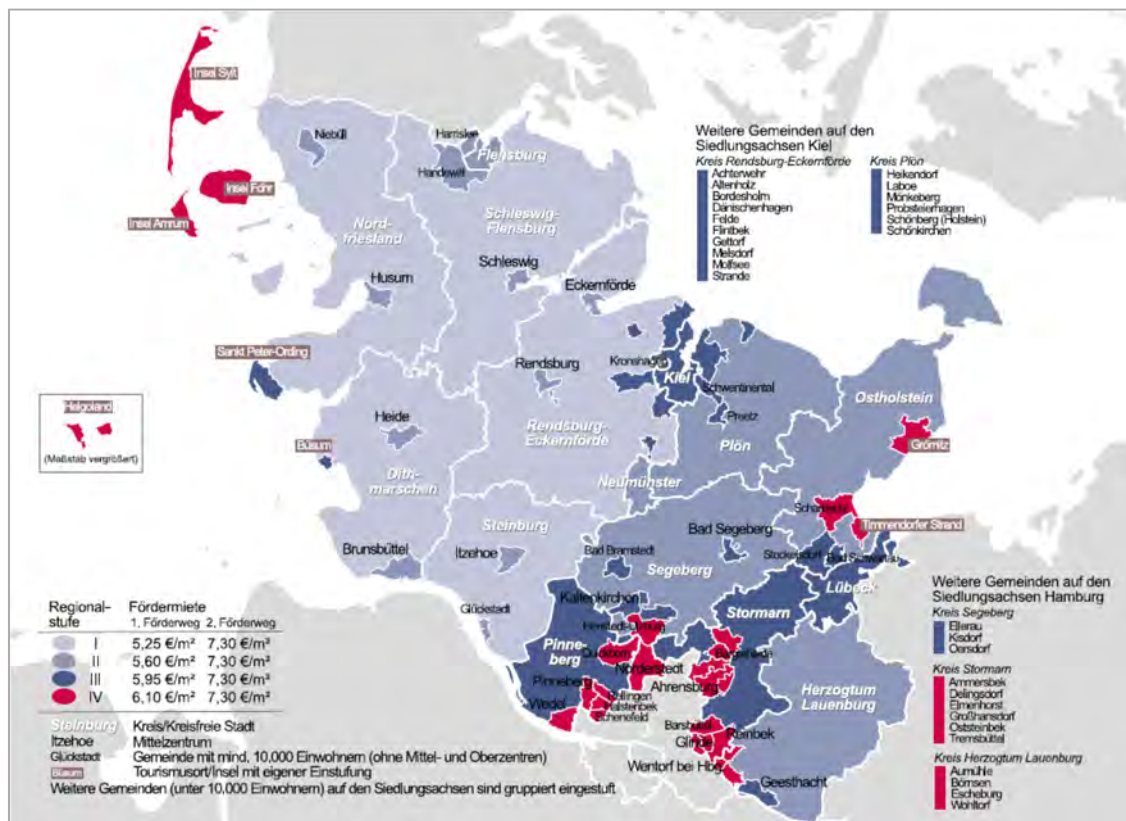 Insel Sylt
Niebüll
Harrislee
Flensburg
Handewitt
Insel Föhr
Insel Amrum
Nord-
friesland
Schleswig-
Flensburg
Husum
Schleswig
Eckernförde
Weitere Gemeinden auf den
Siedlungsachsen Kiel
Kreis Rendsburg-Eckernförde
Achterwehr
Altenholz
Bordesholm
Dänischenhagen
Felde
Flintbek
Gettorf
Melsdorf
Molfsee
Strande
Kreis Plön
Heikendorf
Laboe
Mönkeberg
Probsteierhagen
Schönberg (Holstein)
Schönkirchen
Sankt Peter-Ording
Rendsburg
Kronshagen
Kiel
Schwentinental
Preetz
Ostholstein
Helgoland
(Maßstab vergrößert)
Heide
Büsum
Rendsburg-
Eckernförde
Plön
Grömitz
Dith-
marschen
Neumünster
Steinburg
Scharbeutz
Timmendorfer Strand
Bad Segeberg
Brunsbüttel
Itzehoe
Bad Bramstedt
Stockelsdorf
Bad Schwartau
Segeberg
Lübeck
Glückstadt
Kaltenkirchen
Stormarn
Henstedt-Ulzburg
Pinne-
berg
Quickborn
Norderstedt
Bargteheide
Pinneberg
Ahrensburg
Wedel
Rellingen
Halstenbek
Schenefeld
Herzogtum
Lauenburg
Barsbüttel
Glinde
Reinbek
Wentorf bei Hbg.
Geesthacht
Regional-
stufe
Fördermiete
1. Förderweg 2. Förderweg
I 5,25 €/m² 7,30 €/m²
II 5,60 €/m² 7,30 €/m²
III 5,95 €/m² 7,30 €/m²
IV 6,10 €/m² 7,30 €/m²
Steinburg Kreis/Kreisfreie Stadt
Itzehoe Mittelzentrum
Glückstadt Gemeinde mit mind. 10.000 Einwohnern (ohne Mittel- und Oberzentren)
Büsum Tourismusort/Insel mit eigener Einstufung
Weitere Gemeinden (unter 10.000 Einwohnern) auf den Siedlungsachsen sind gruppiert eingestuft
Weitere Gemeinden auf den
Siedlungsachsen Hamburg
Kreis Segeberg
Ellerau
Kisdorf
Oersdorf
Kreis Stormarn
Ammersbek
Delingsdorf
Elmenhorst
Großhansdorf
Oststeinbek
Tremsbüttel
Kreis Herzogtum Lauenburg
Aumühle
Börnsen
Escheburg
Wohltorf